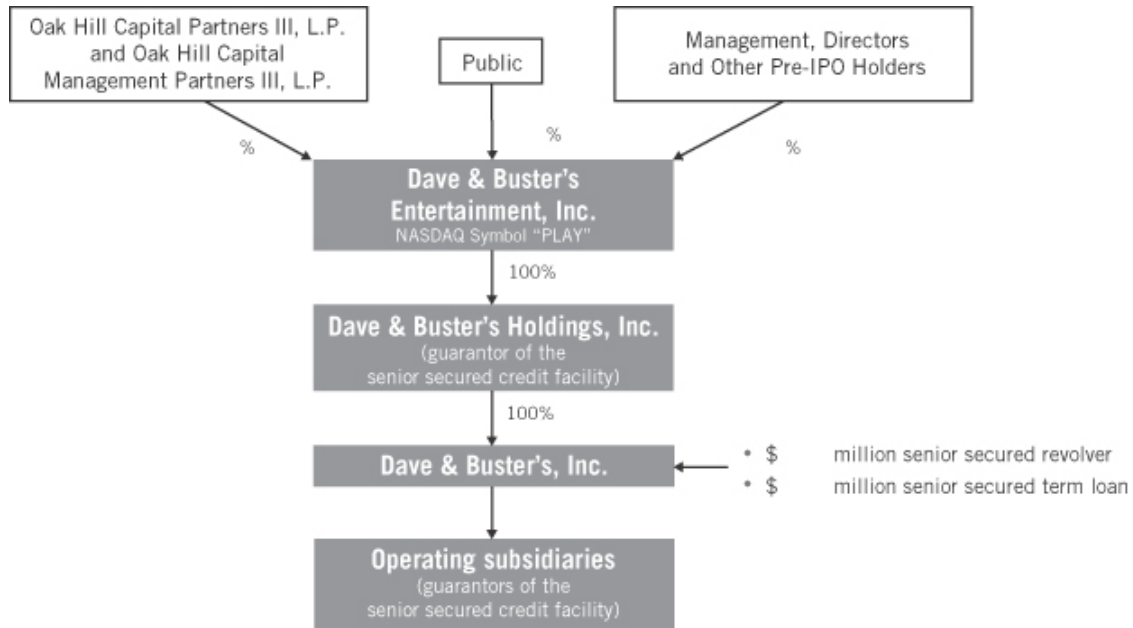 Oak Hill Capital Partners III, L.P.
and Oak Hill Capital
Management Partners III, L.P.
Public
Management, Directors
and Other Pre-IPO Holders
%
%
%
Dave & Buster’s
Entertainment, Inc.
NASDAQ Symbol “PLAY”
100%
Dave & Buster’s Holdings, Inc.
(guarantor of the
senior secured credit facility)
100%
Dave & Buster’s, Inc.
• $ million senior secured revolver
• $ million senior secured term loan
Operating subsidiaries
(guarantors of the
senior secured credit facility)